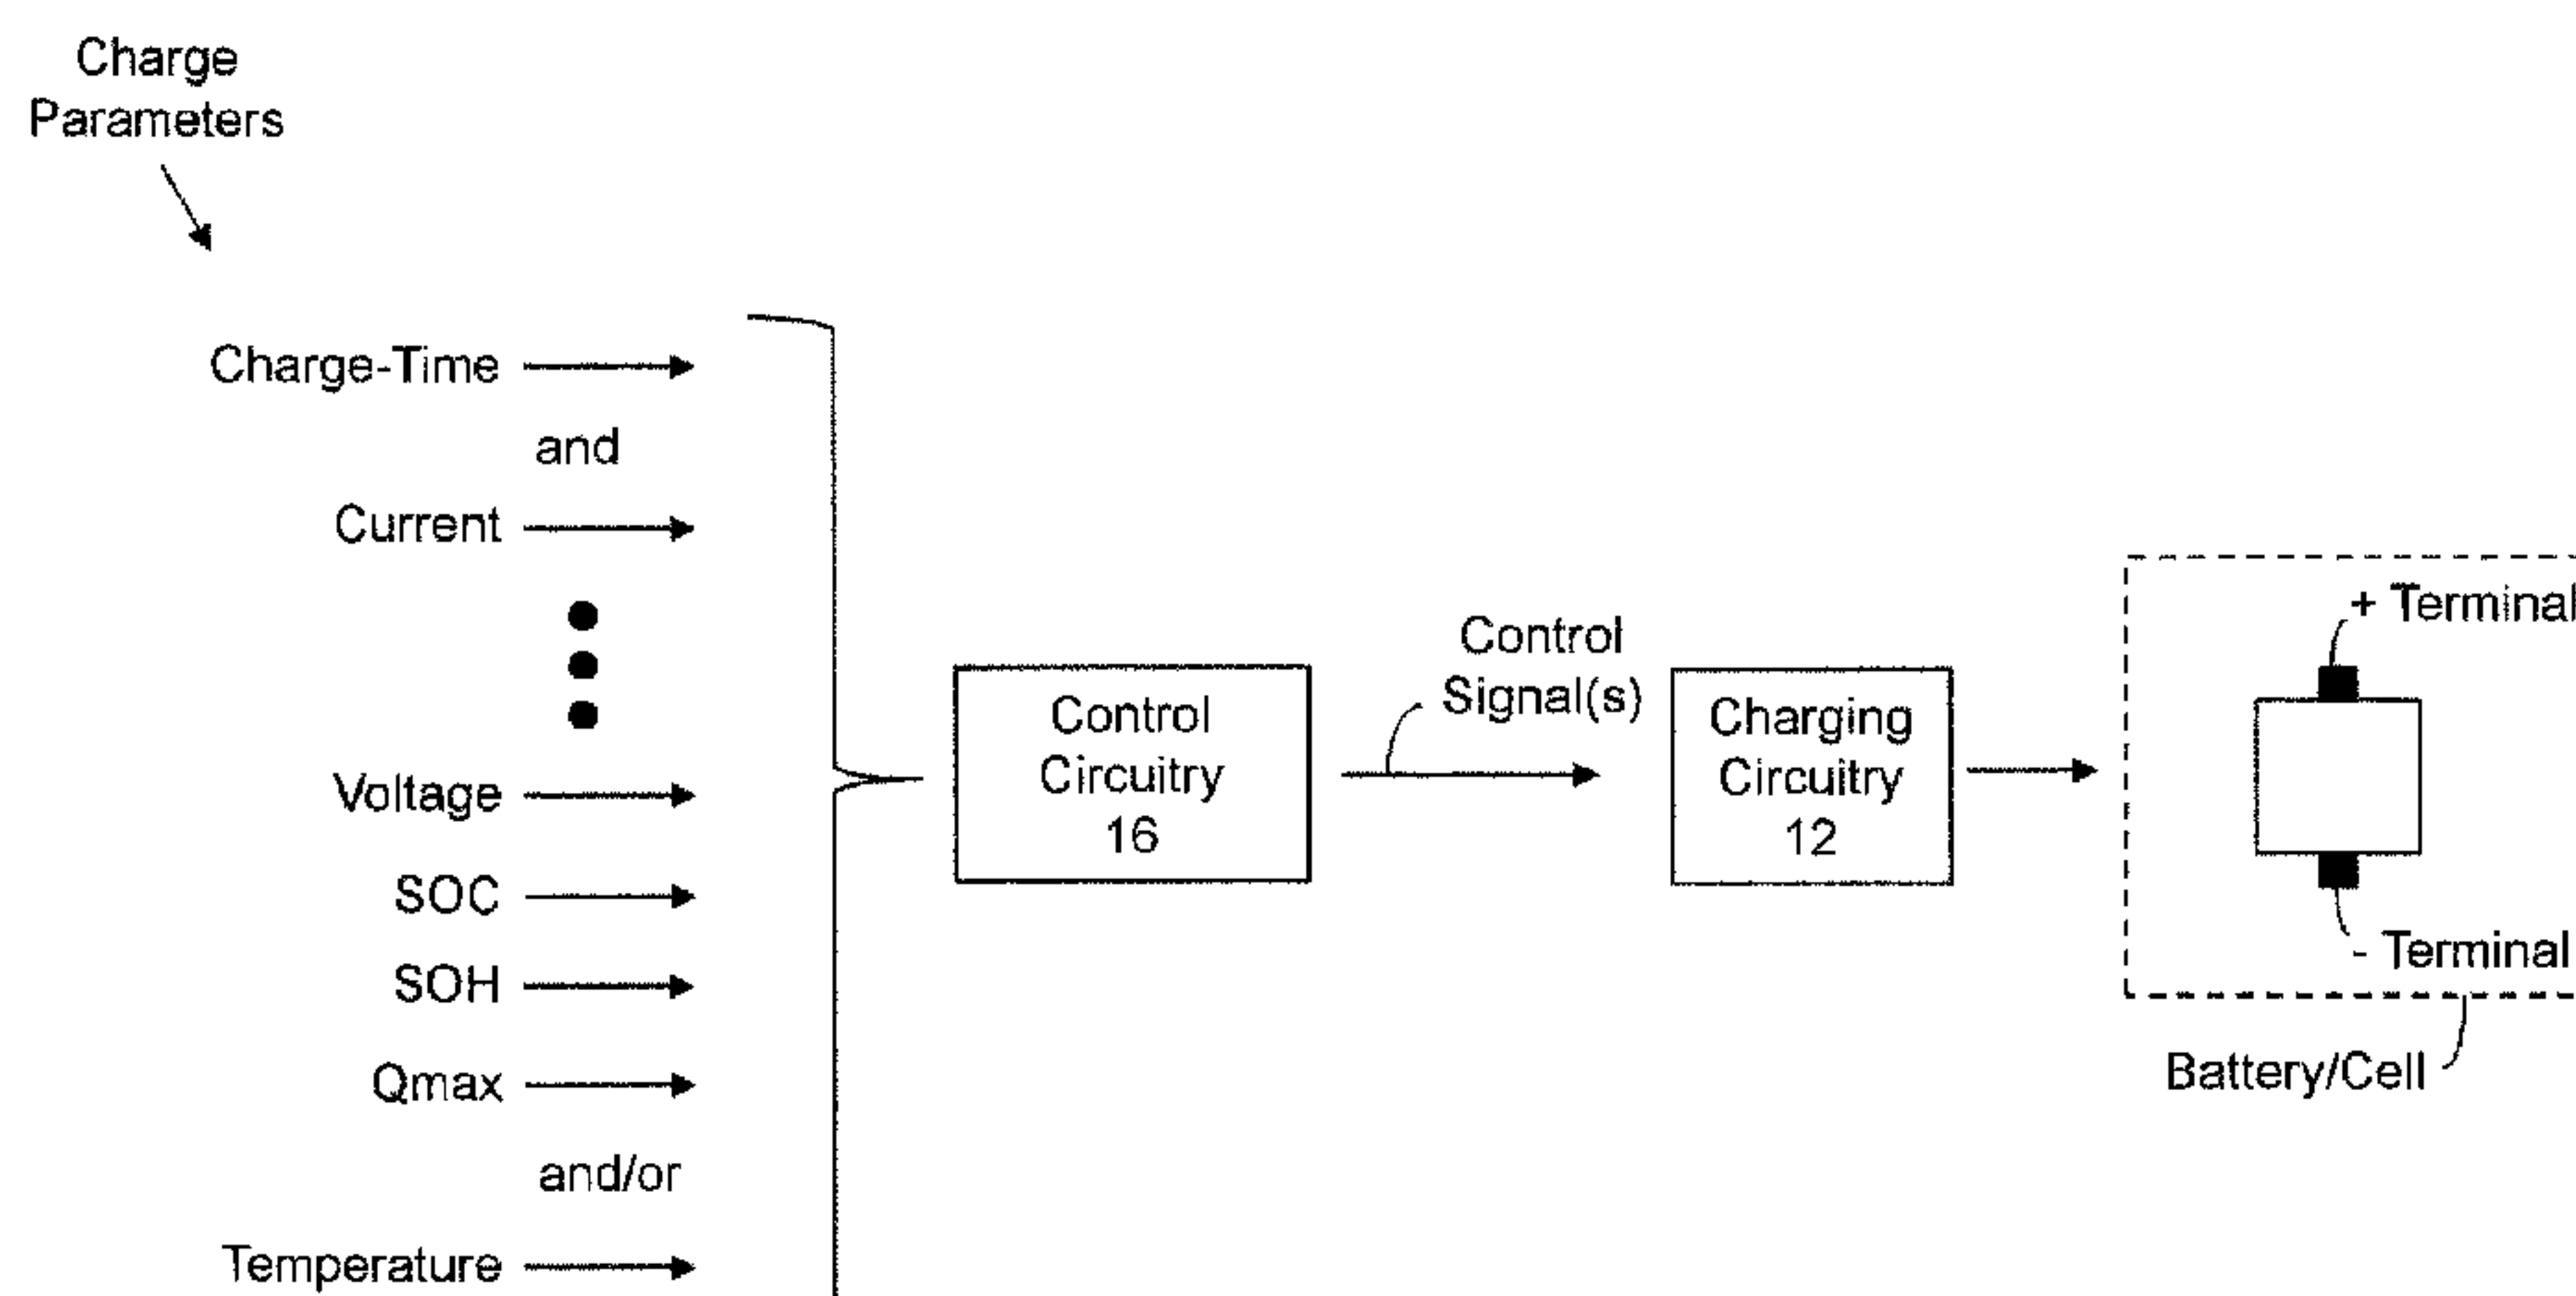 Charge
Parameters
Charge-Time
and
Current
Voltage
SOC
SOH
Qmax
and/or
Temperature
Control
Circuitry
16
Control
Signal(s)
Charging
Circuitry
12
+ Terminal
- Terminal
Battery/Cell